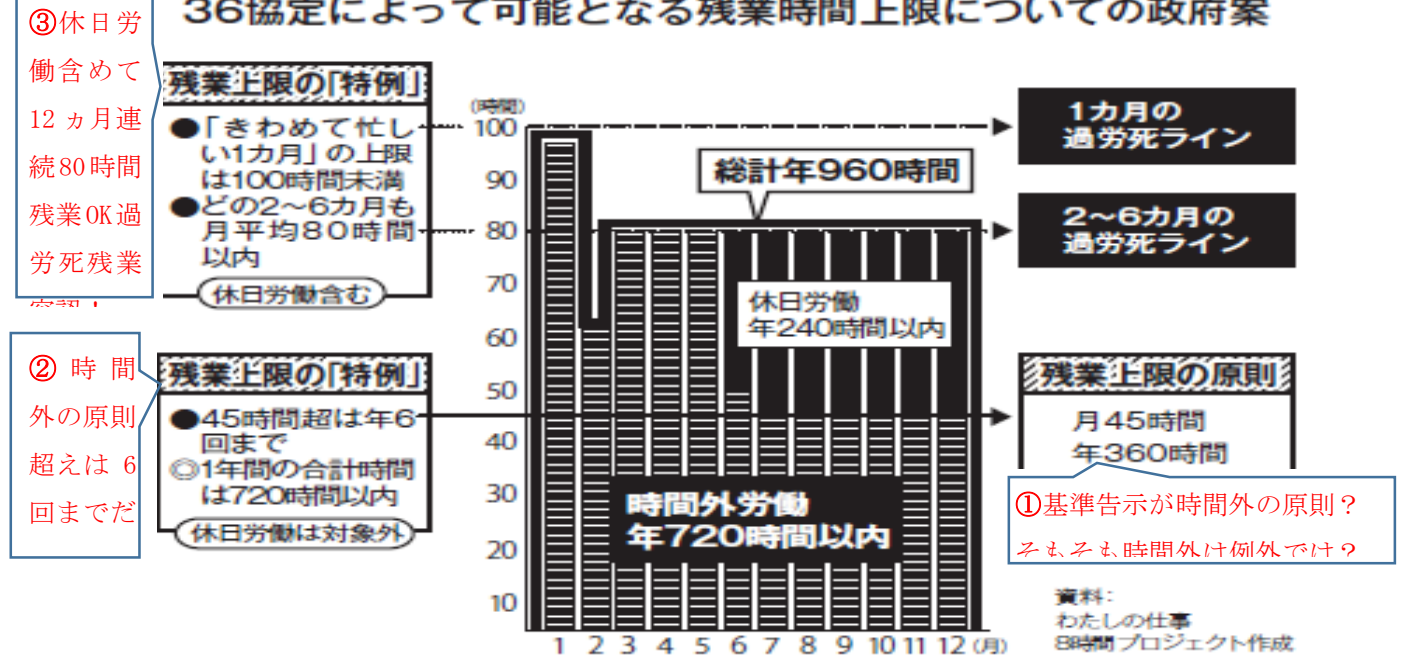 36協定によって可能となる残業時間上限についての政府案
③休日労
働含めて
12ヵ月連
続80時間
残業OK過
労死残業
残業上限の「特例」
●「きわめて忙し
い1カ月」の上限
は100時間未満
●どの2～6カ月も
月平均80時間
以内
休日労働含む
②時間
外の原則
超えは6
回までだ
残業上限の「特例」
●45時間超は年6
回まで
◎1年間の合計時間
は720時間以内
休日労働は対象外
(時間)
100
90
80
70
60
50
40
30
20
10
総計年960時間
休日労働
年240時間以内
時間外労働
年720時間以内
1 2 3 4 5 6 7 8 9 10 11 12 (月)
1カ月の
過労死ライン
2～6カ月の
過労死ライン
残業上限の原則
月45時間
年360時間
①基準告示が時間外の原則？
そもそも時間外は例外では？
資料：
わたしの仕事
8時間プロジェクト作成